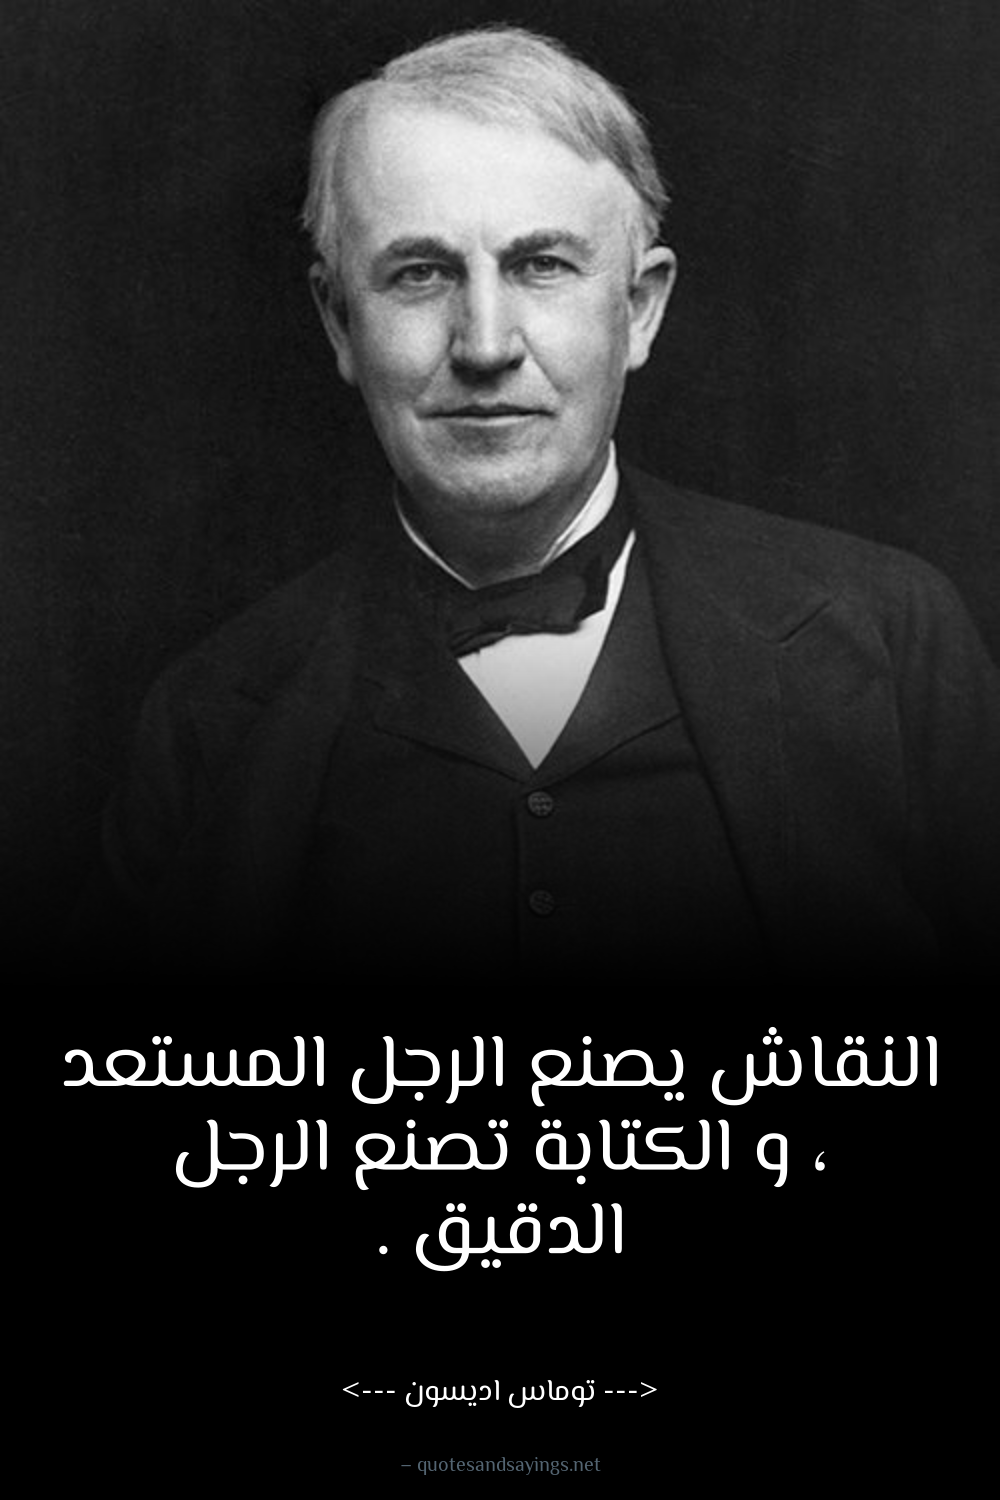 النقاش يصنع الرجل المستعد
، و الكتابة تصنع الرجل
الدقيق .
<--- توماس اديسون --->
– quotesandsayings.net